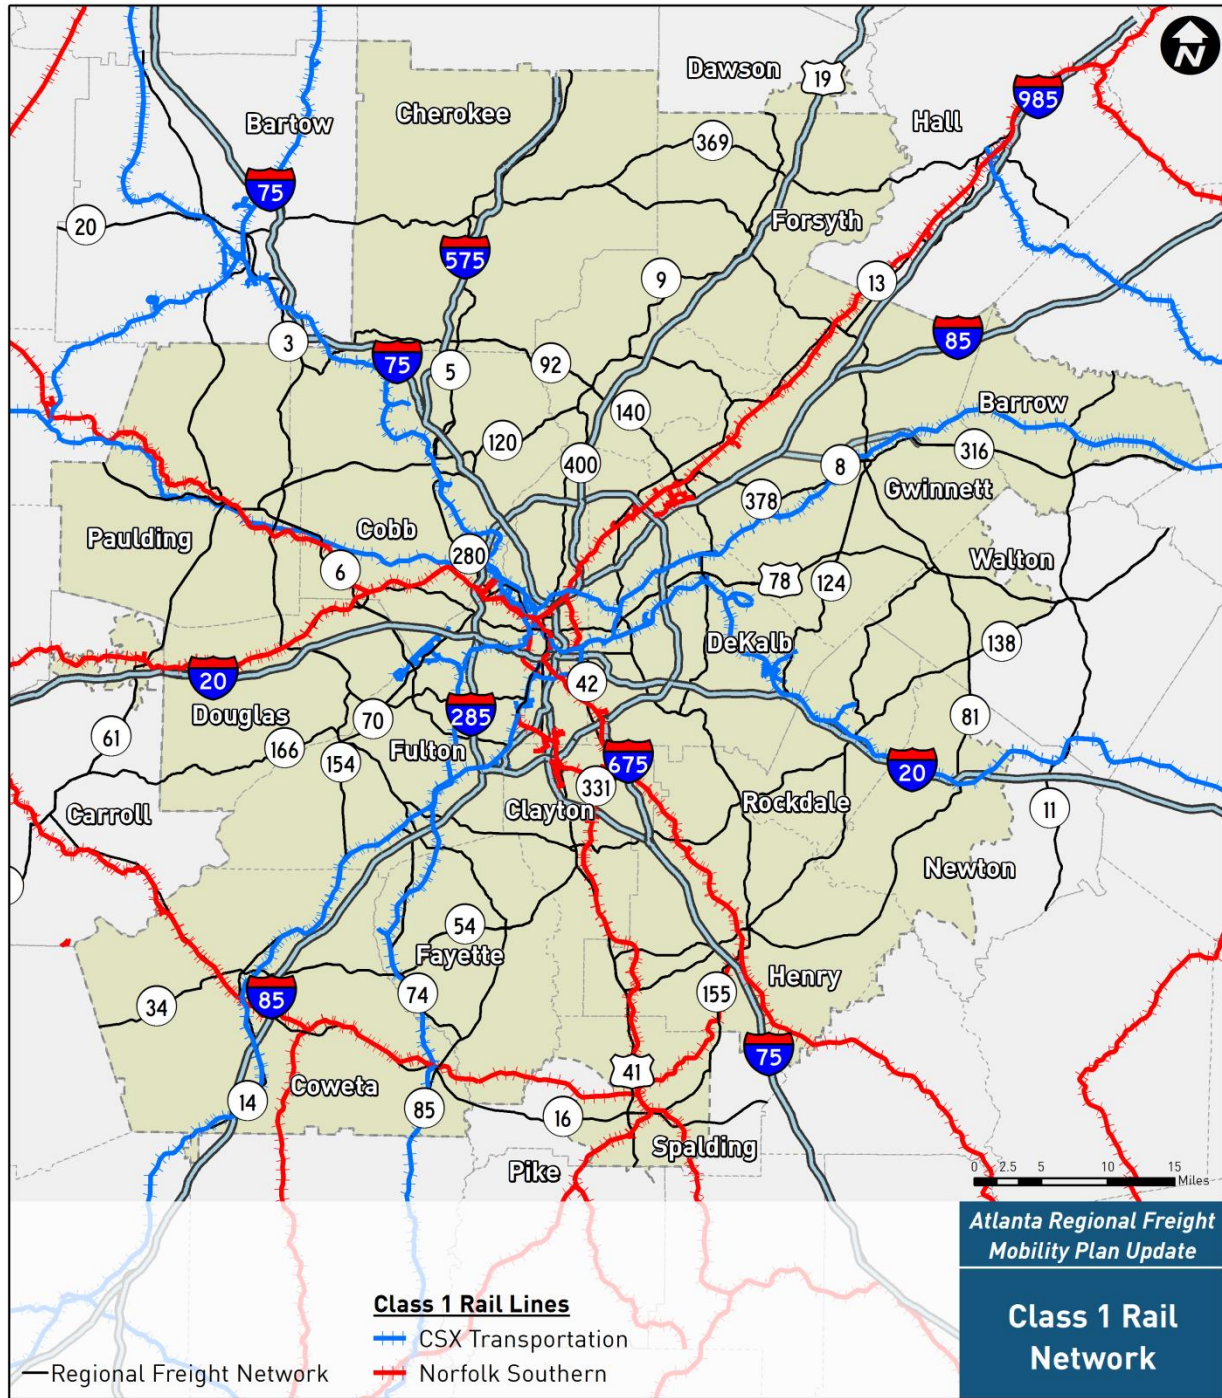 N
Dawson
19
Cherokee
Bartow
Hall
985
369
75
20
Forsyth
575
9
13
3
75
5
92
85
140
Barrow
120
400
8
316
378
Gwinnett
Paulding
Cobb
280
6
78
124
Walton
DeKalb
138
20
42
Douglas
70
285
81
61
166
154
Fulton
675
20
331
Clayton
Rockdale
Carroll
11
Newton
54
Fayette
Henry
34
85
74
155
75
41
Coweta
14
85
16
Spalding
Pike
0 2.5 5 10 15
Miles
Atlanta Regional Freight
Mobility Plan Update
Class 1 Rail
Network
Class 1 Rail Lines
CSX Transportation
Regional Freight Network
Norfolk Southern